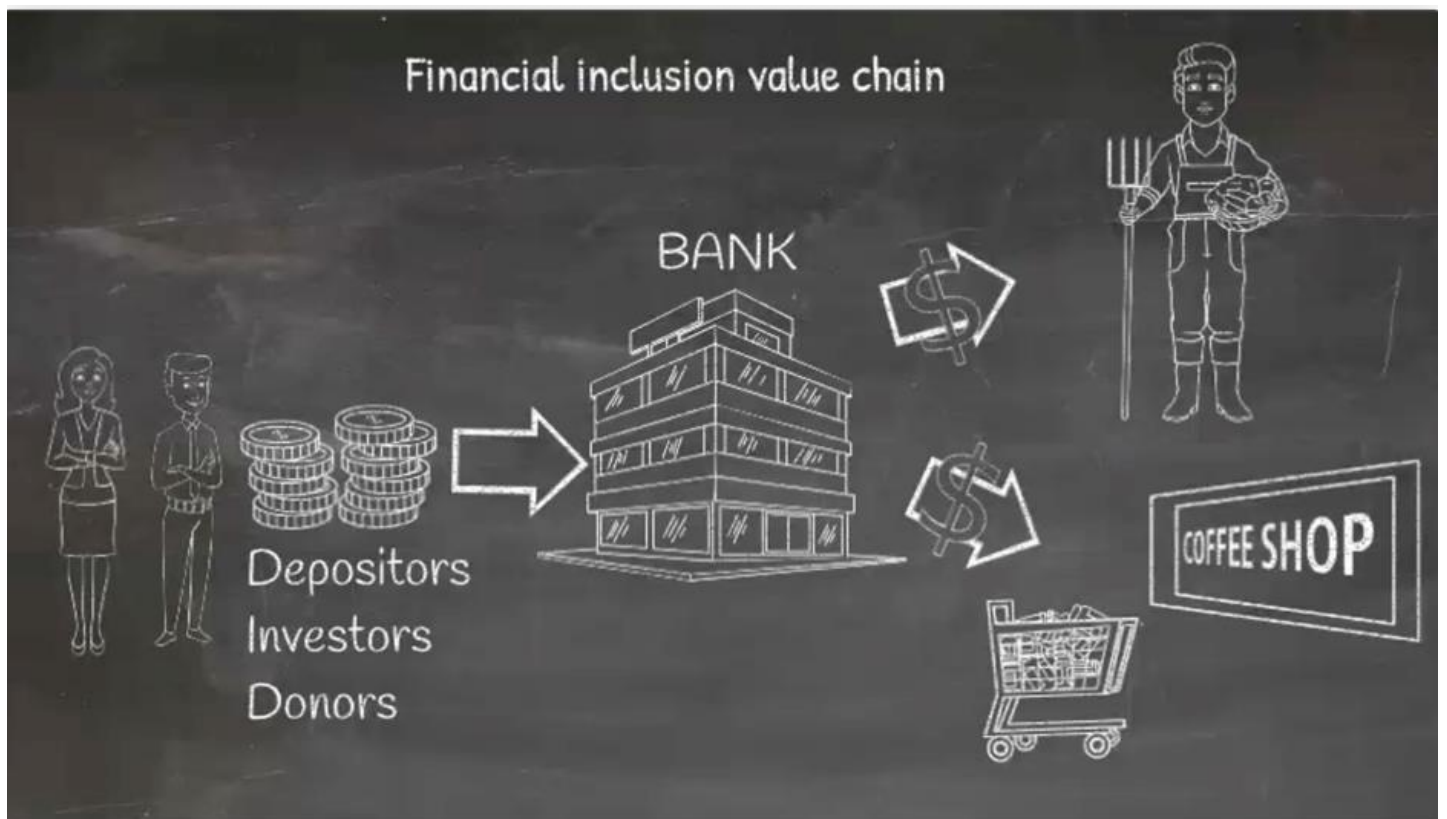 Financial inclusion value chain
BANK
$
$
Depositors
Investors
Donors
COFFEE SHOP